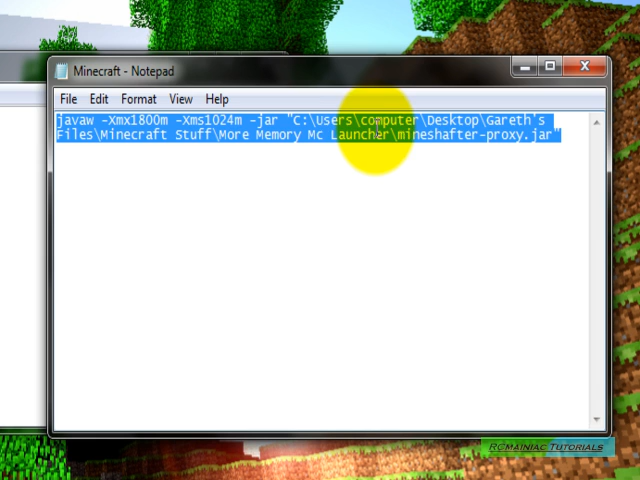 Minecraft - Notepad
File Edit Format View Help
javaw -Xmx1800m -Xms1024m -jar "C:\Users\computer\Desktop\Gareth's
Files\Minecraft Stuff\More Memory Mc Launcher\mineshafter-proxy.jar"
RCmainiac Tutorials